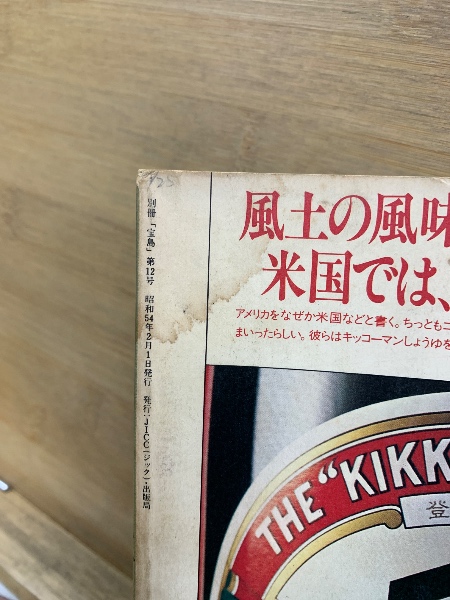 別冊「宝島」第12号 昭和54年2月1日発行 発行:JICC(ジック)・出版局
風土の風味
米国では、
アメリカをなぜか米国などと書く。ちっともコ
まいったらしい。彼らはキッコーマンしょうゆを
THE "KIKK
登